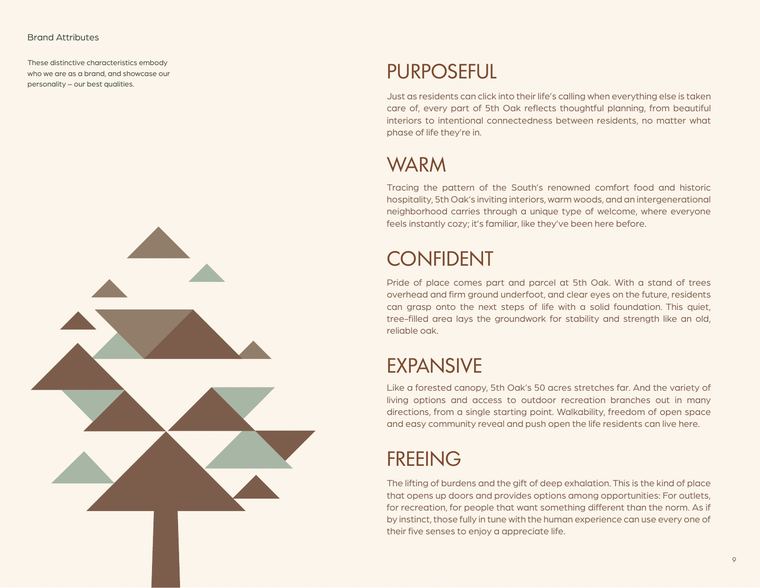 Brand Attributes
These distinctive characteristics embody
who we are as a brand, and showcase our
personality – our best qualities.
PURPOSEFUL
Just as residents can click into their life's calling when everything else is taken
care of, every part of 5th Oak reflects thoughtful planning, from beautiful
interiors to intentional connectedness between residents, no matter what
phase of life they're in.
WARM
Tracing the pattern of the South's renowned comfort food and historic
hospitality, 5th Oak's inviting interiors, warm woods, and an intergenerational
neighborhood carries through a unique type of welcome, where everyone
feels instantly cozy; it's familiar, like they've been here before.
CONFIDENT
Pride of place comes part and parcel at 5th Oak. With a stand of trees
overhead and firm ground underfoot, and clear eyes on the future, residents
can grasp onto the next steps of life with a solid foundation. This quiet,
tree-filled area lays the groundwork for stability and strength like an old,
reliable oak.
EXPANSIVE
Like a forested canopy, 5th Oak's 50 acres stretches far. And the variety of
living options and access to outdoor recreation branches out in many
directions, from a single starting point. Walkability, freedom of open space
and easy community reveal and push open the life residents can live here.
FREEING
The lifting of burdens and the gift of deep exhalation. This is the kind of place
that opens up doors and provides options among opportunities: For outlets,
for recreation, for people that want something different than the norm. As if
by instinct, those fully in tune with the human experience can use every one of
their five senses to enjoy a appreciate life.
9